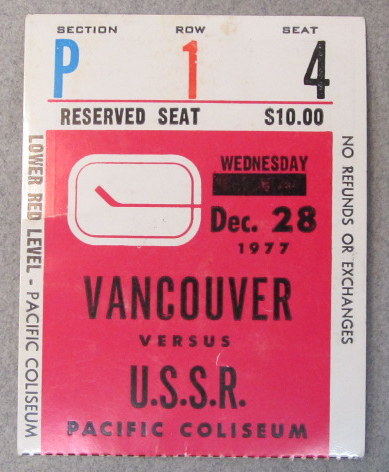 SECTION ROW SEAT
P 1 4
RESERVED SEAT $10.00
WEDNESDAY
Dec. 28
1977
VANCOUVER
VERSUS
U.S.S.R.
PACIFIC COLISEUM
LOWER RED LEVEL - PACIFIC COLISEUM
NO REFUNDS OR EXCHANGES